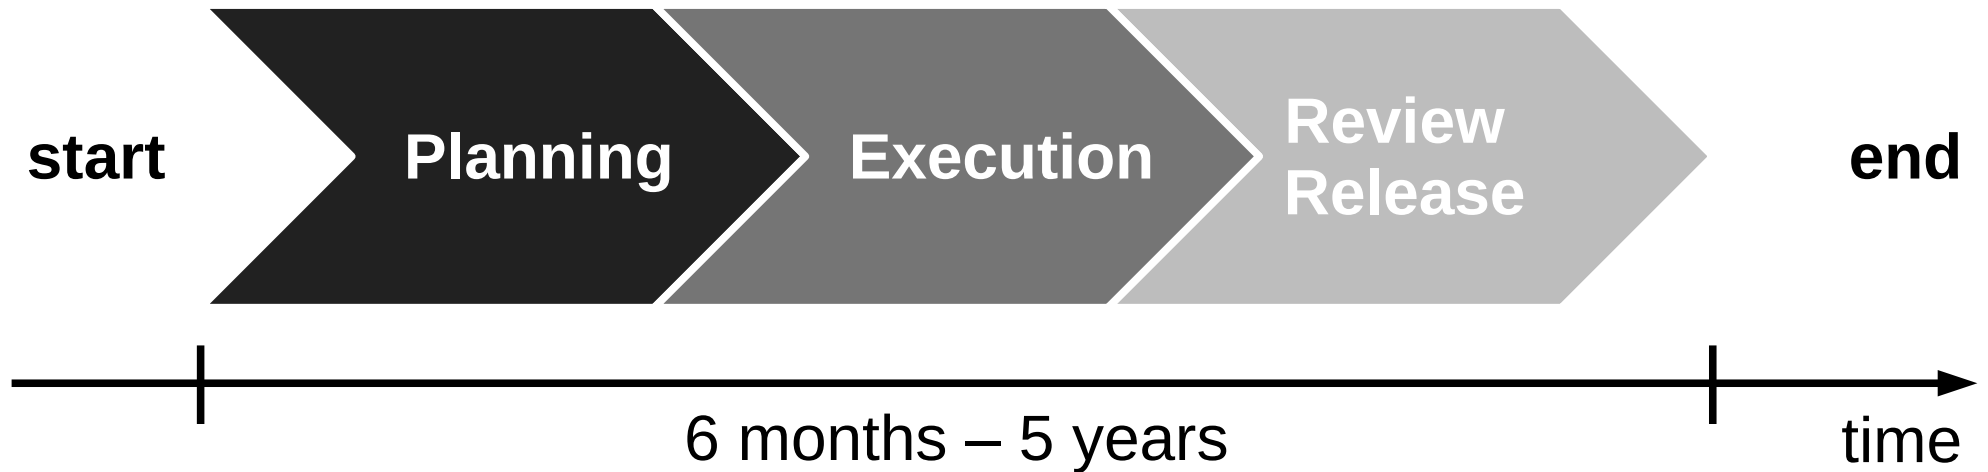 start
Planning
Execution
Review
Release
end
6 months – 5 years
time